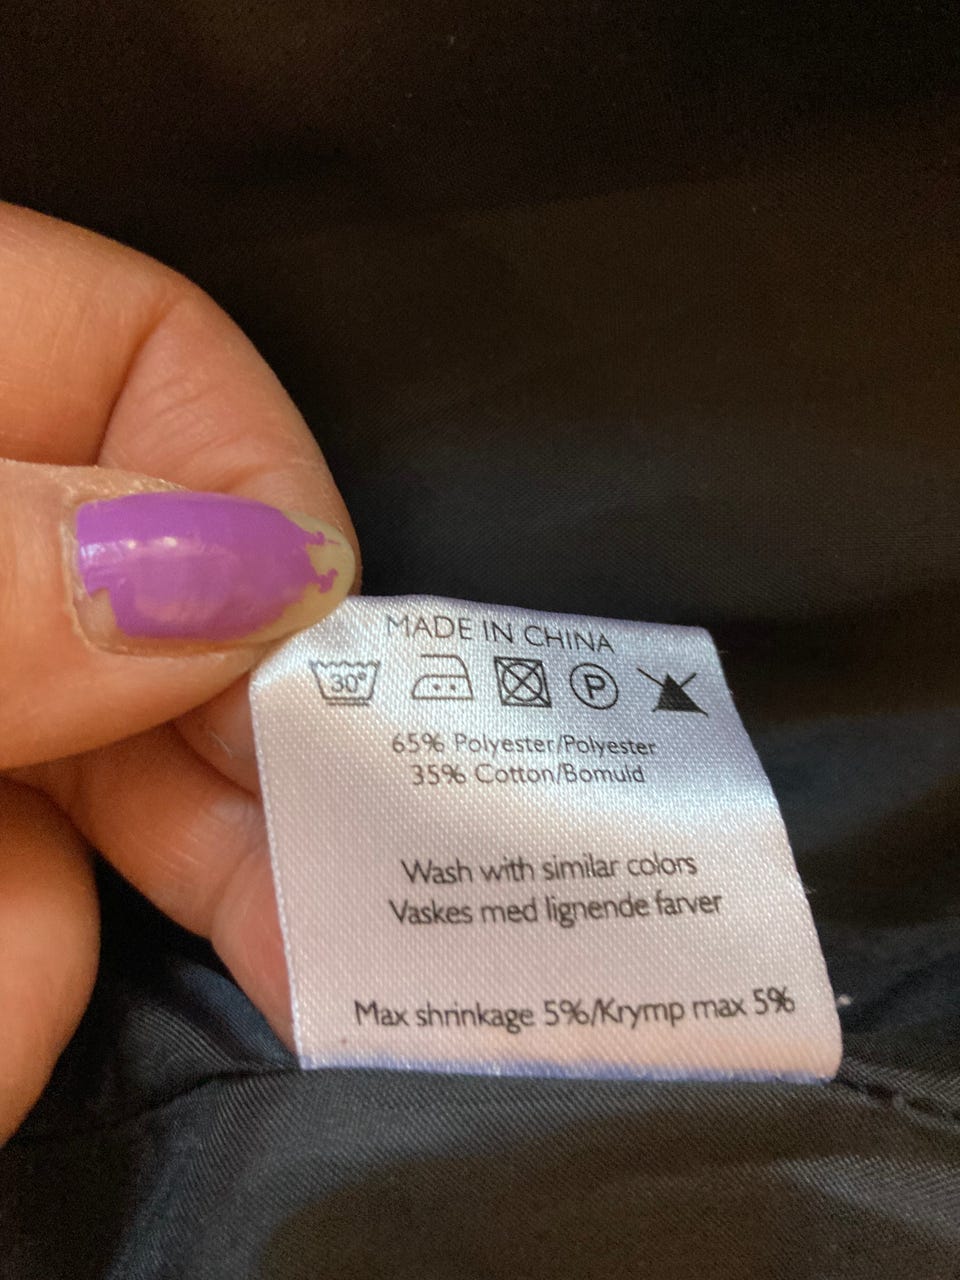 MADE IN CHINA
30° P
65% Polyester/Polyester
35% Cotton/Bomuld
Wash with similar colors
Vaskes med lignende farver
Max shrinkage 5%/Krymp max 5%